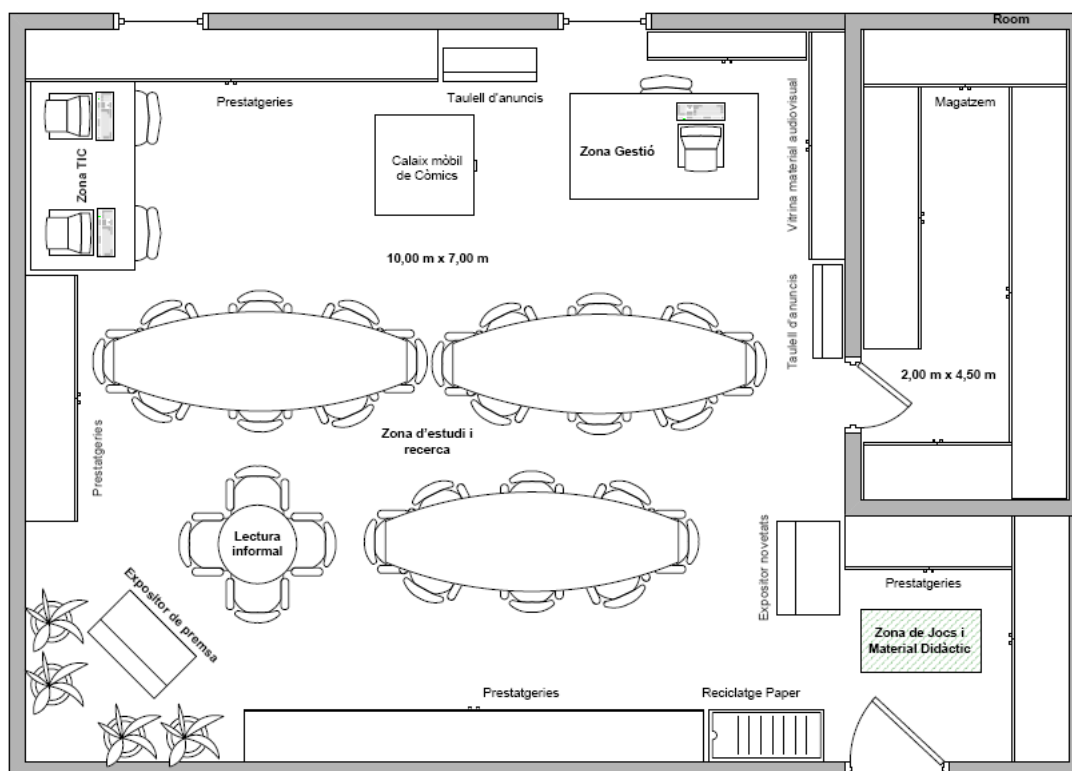 Room
Prestatgeries
Taulell d'anuncis
Magatzem
Zona TIC
Calaix mòbil
de Còmics
Zona Gestió
Vitrina material audiovisual
10,00 m x 7,00 m
Taulell d'anuncis
2,00 m x 4,50 m
Zona d'estudi i
recerca
Prestatgeries
Lectura
informal
Expositor novetats
Prestatgeries
Expositor de premsa
Zona de Jocs i
Material Didàctic
Prestatgeries
Reciclatge Paper